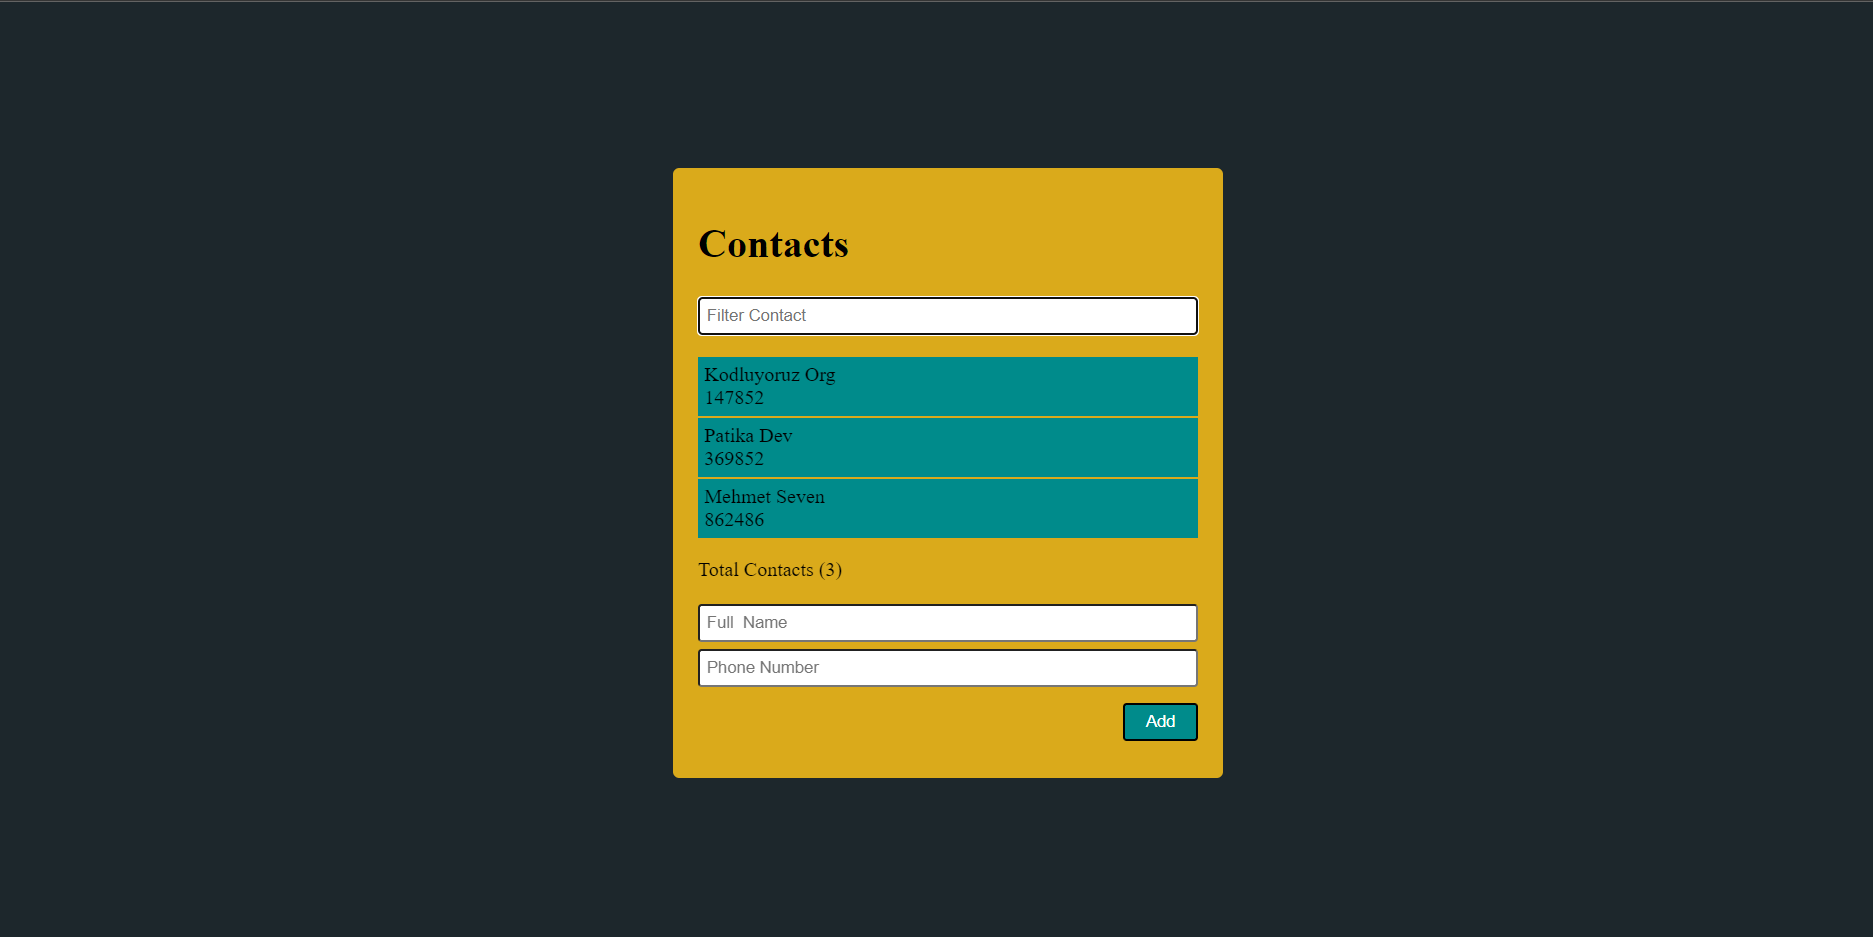 Contacts
Filter Contact
Kodluyoruz Org
147852
Patika Dev
369852
Mehmet Seven
862486
Total Contacts (3)
Full  Name
Phone Number
Add